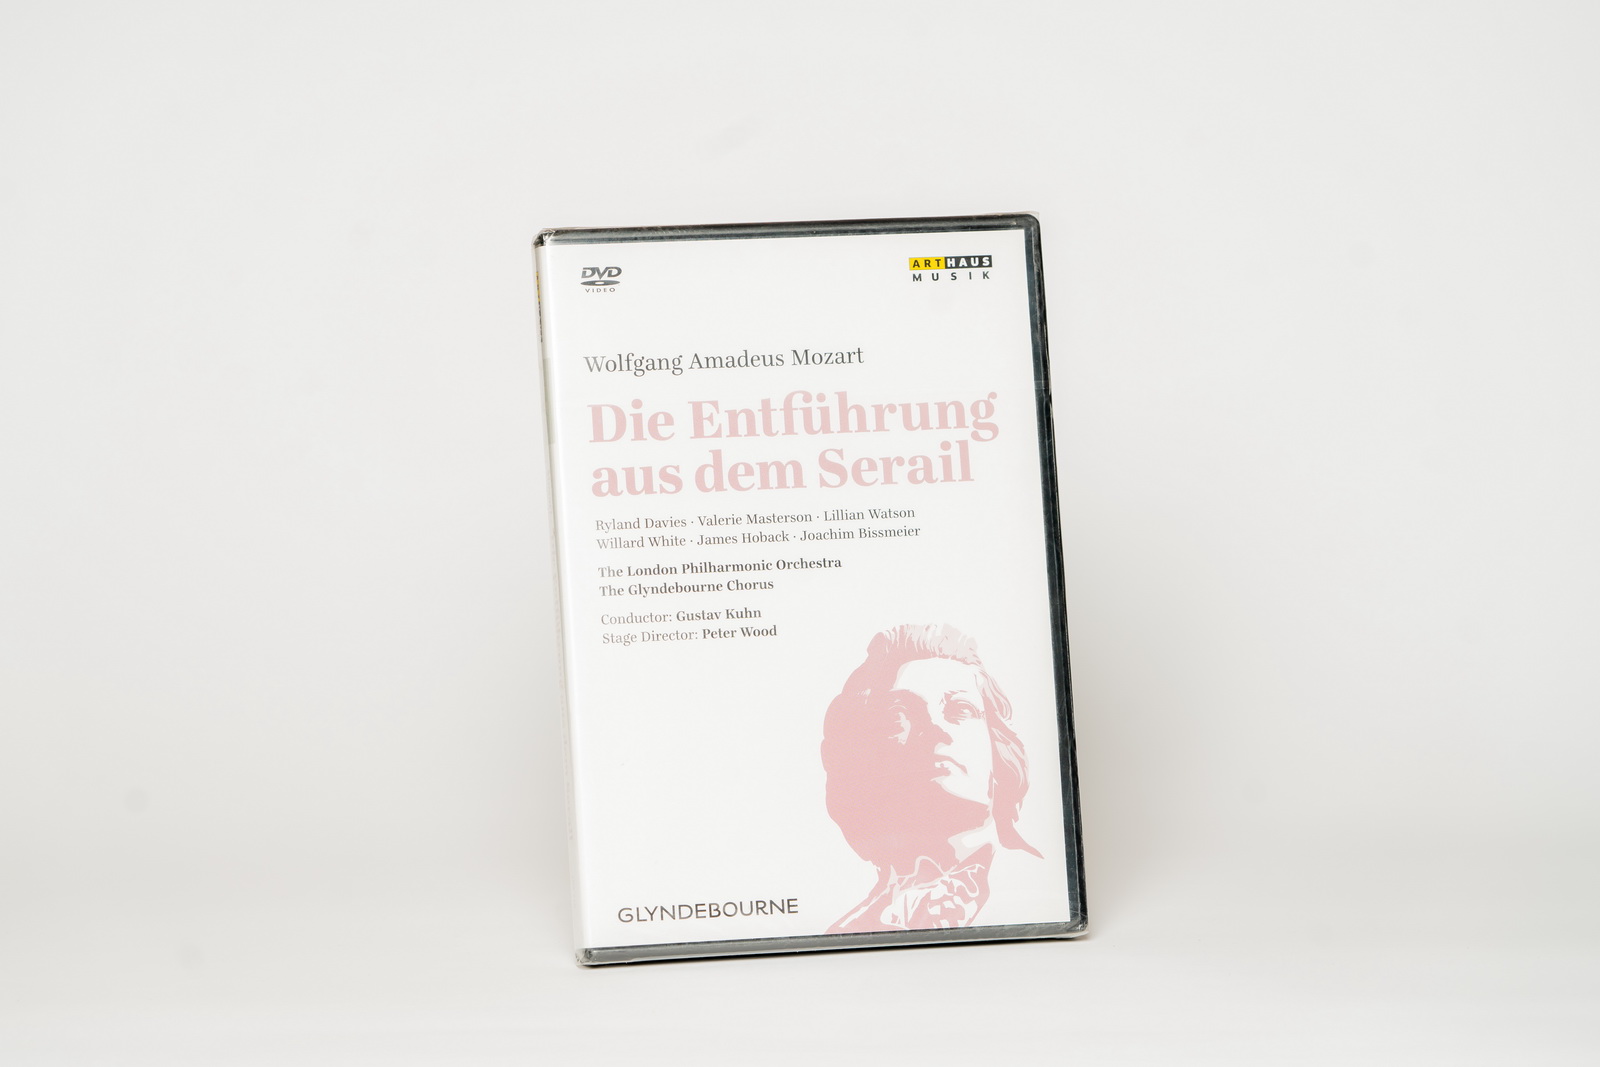 DVD
VIDEO
ARTHAUS
MUSIK
Wolfgang Amadeus Mozart
Die Entführung
aus dem Serail
Ryland Davies · Valerie Masterson · Lillian Watson
Willard White · James Hoback · Joachim Bissmeier
The London Philharmonic Orchestra
The Glyndebourne Chorus
Conductor: Gustav Kuhn
Stage Director: Peter Wood
GLYNDEBOURNE